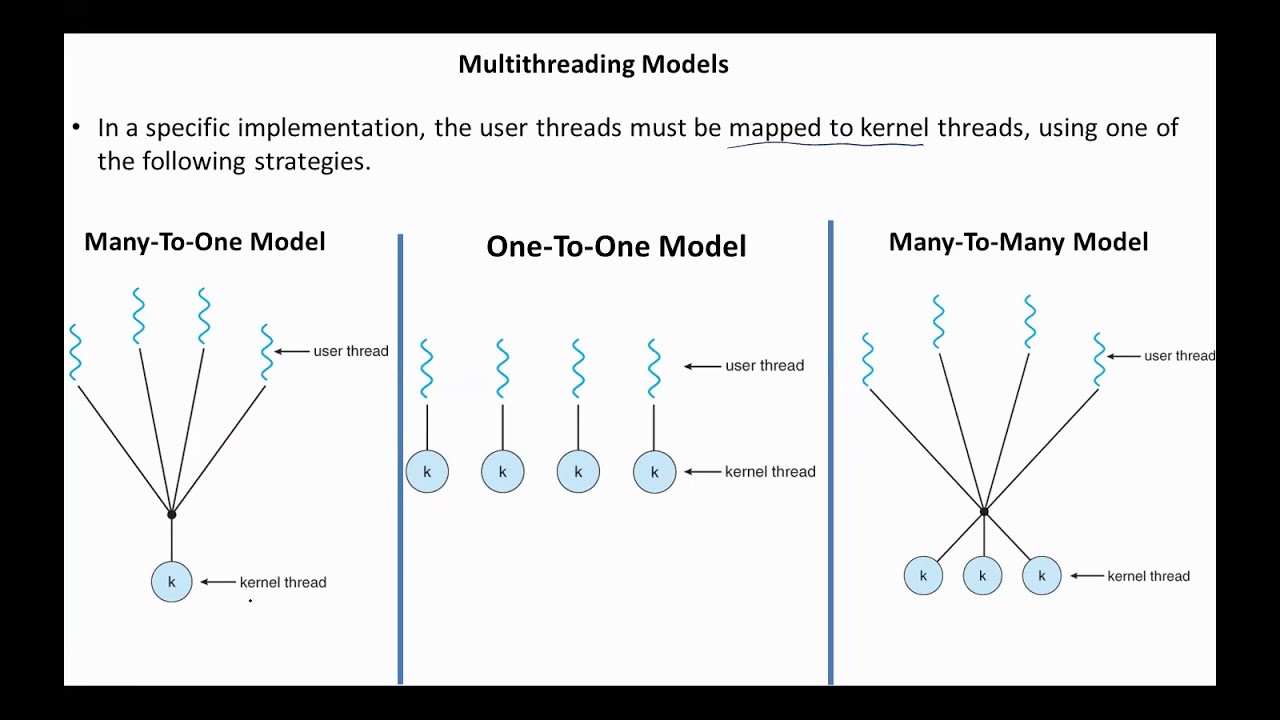 Multithreading Models
• In a specific implementation, the user threads must be mapped to kernel threads, using one of
the following strategies.
Many-To-One Model
user thread
k
kernel thread
One-To-One Model
user thread
k k k k
kernel thread
Many-To-Many Model
user thread
k k k
kernel thread